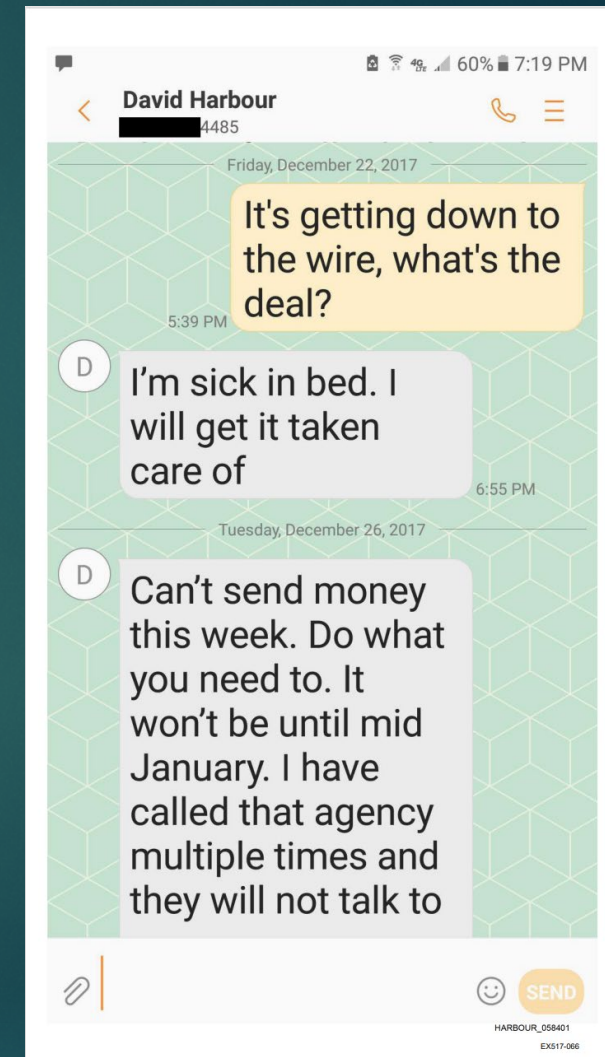 60% 7:19 PM
David Harbour
4485
Friday, December 22, 2017
It's getting down to
the wire, what's the
deal?
5:39 PM
D
I'm sick in bed. I
will get it taken
care of
6:55 PM
Tuesday, December 26, 2017
D
Can't send money
this week. Do what
you need to. It
won't be until mid
January. I have
called that agency
multiple times and
they will not talk to
SEND
HARBOUR_058401
EX517-066